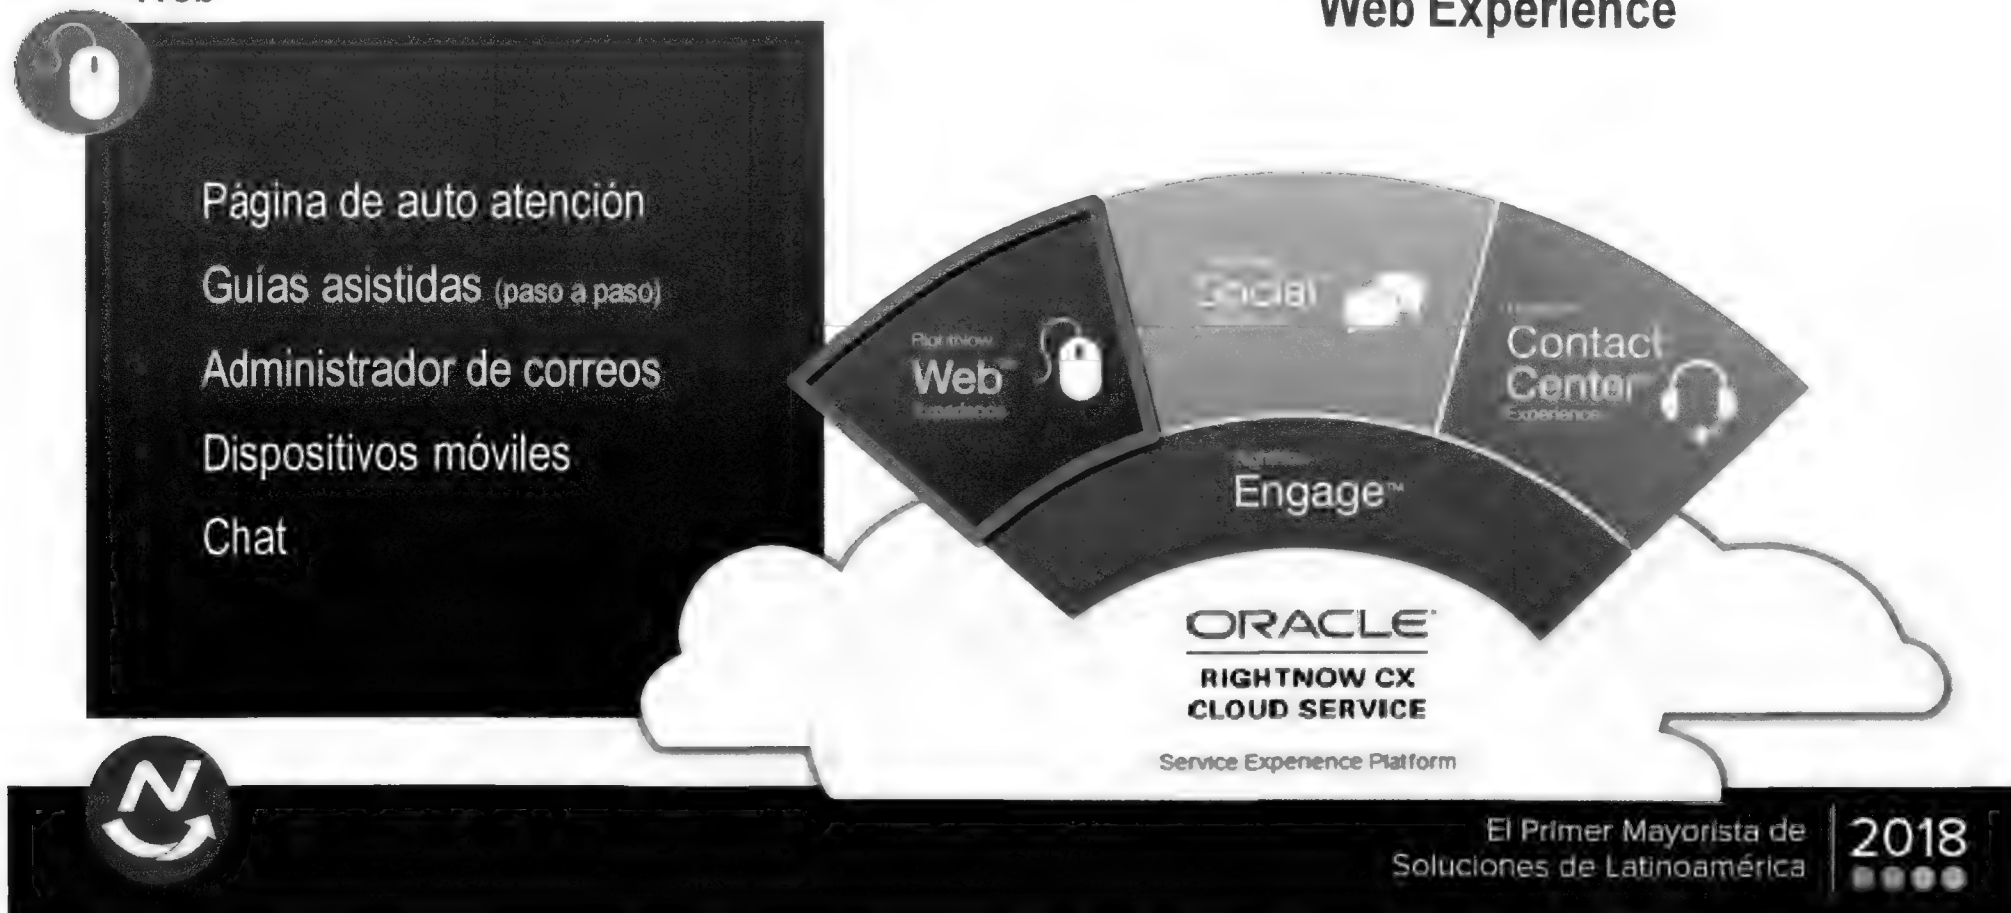 Web Experience
Página de auto atención
Guías asistidas (paso a paso)
Administrador de correos
Dispositivos móviles
Chat
RightNow
Web
Social
Contact
Center
Experience
Engage™
ORACLE
RIGHTNOW CX
CLOUD SERVICE
Service Experience Platform
El Primer Mayorista de
Soluciones de Latinoamérica
2018